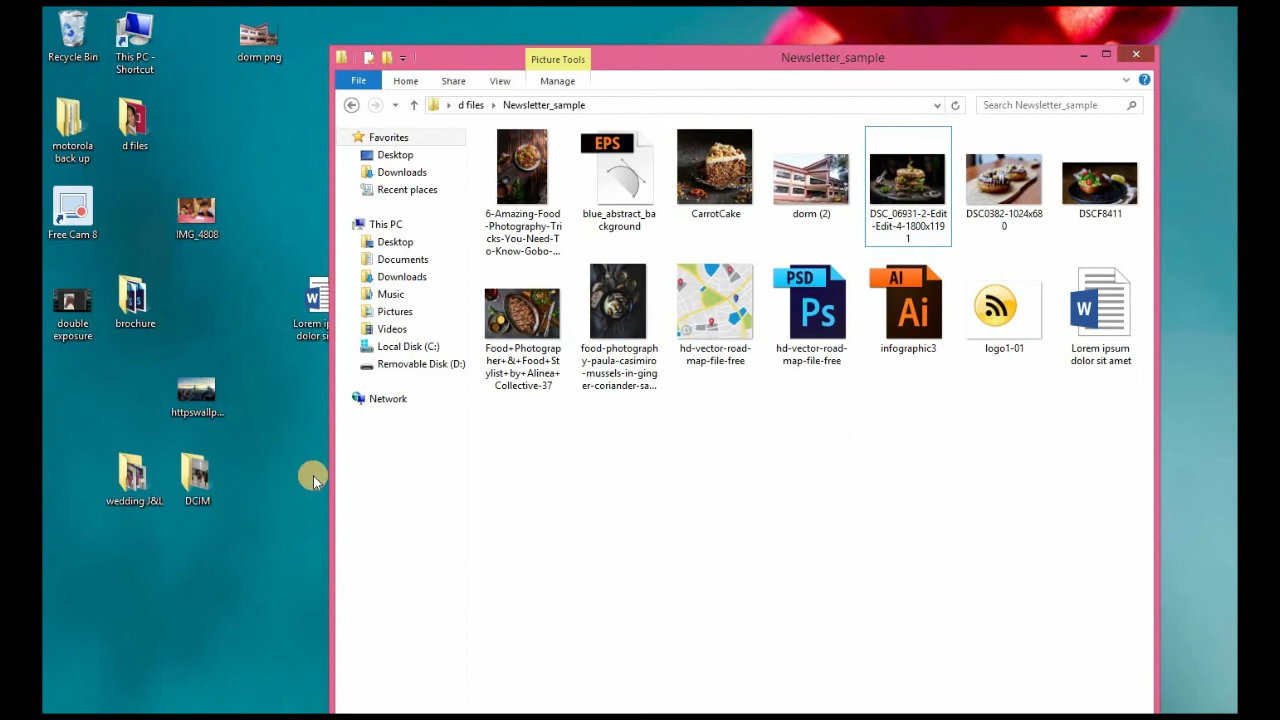 Recycle Bin
This PC -
Shortcut
dorm png
motorola
back up
d files
Free Cam 8
IMG_4808
double
exposure
brochure
Lorem ip
dolor si
httpswallp...
wedding J&L
DCIM
Picture Tools
Newsletter_sample
File
Home
Share
View
Manage
d files
Newsletter_sample
Search Newsletter_sample
Favorites
Desktop
Downloads
Recent places
This PC
Desktop
Documents
Downloads
Music
Pictures
Videos
Local Disk (C:)
Removable Disk (D:)
Network
6-Amazing-Food
-Photography-Tri
cks-You-Need-T
o-Know-Gobo-...
EPS
blue_abstract_ba
ckground
CarrotCake
dorm (2)
DSC_06931-2-Edit
-Edit-4-1800x119
1
DSC0382-1024x68
0
DSCF8411
Food+Photograp
her+&+Food+St
ylist+by+Alinea
+Collective-37
food-photograph
y-paula-casimiro
-mussels-in-ging
er-coriander-sa...
hd-vector-road-
map-file-free
PSD
Ps
hd-vector-road-
map-file-free
AI
Ai
infographic3
logo1-01
W
Lorem ipsum
dolor sit amet